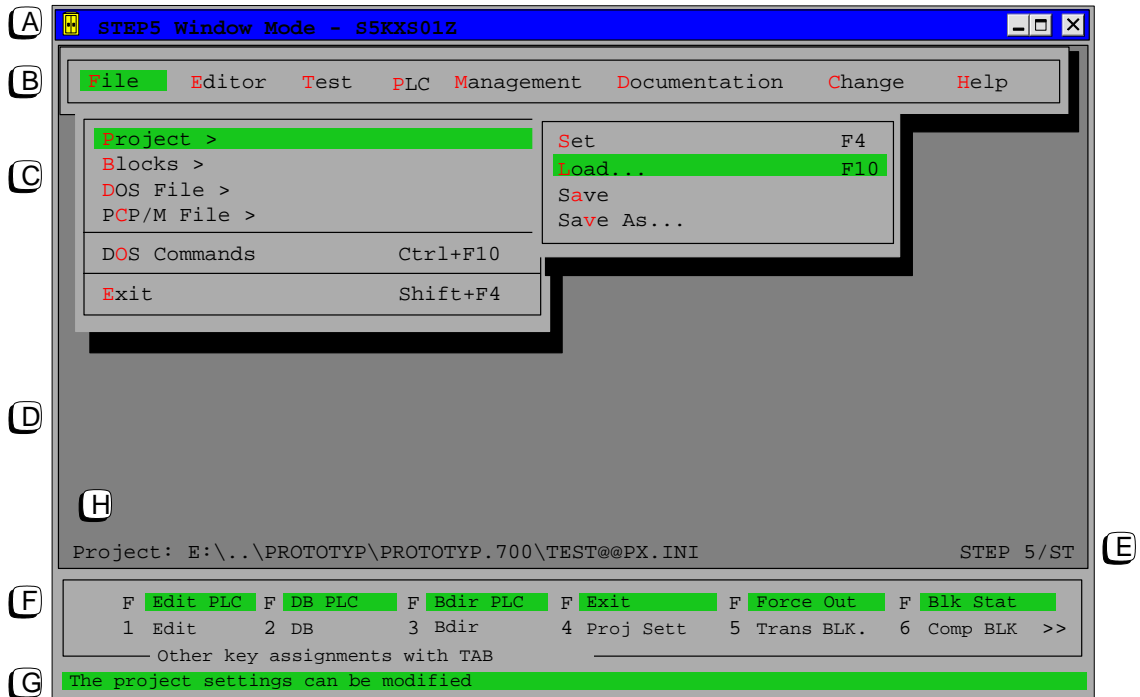 A
STEP5 Window Mode - S5KXS01Z
B
File Editor Test PLC Management Documentation Change Help
C
Project >
Blocks >
DOS File >
PCP/M File >
DOS Commands Ctrl+F10
Exit Shift+F4
Set F4
Load... F10
Save
Save As...
D
H
Project: E:\..\PROTOTYP\PROTOTYP.700\TEST@@PX.INI STEP 5/ST
E
F
F Edit PLC F DB PLC F Bdir PLC F Exit F Force Out F Blk Stat
1 Edit 2 DB 3 Bdir 4 Proj Sett 5 Trans BLK. 6 Comp BLK >>
Other key assignments with TAB
G
The project settings can be modified